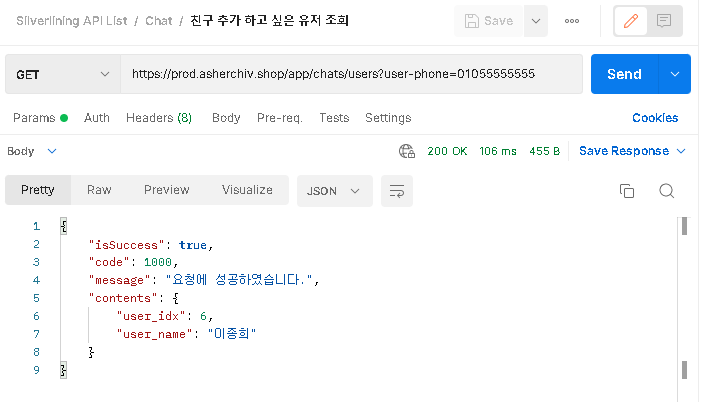 Silverlining API List / Chat / 친구 추가 하고 싶은 유저 조회
Save
GET
https://prod.asherchiv.shop/app/chats/users?user-phone=01055555555
Send
Params Auth Headers (8) Body Pre-req. Tests Settings Cookies
Body 200 OK 106 ms 455 B Save Response
Pretty Raw Preview Visualize JSON
1 {
2 "isSuccess": true,
3 "code": 1000,
4 "message": "요청에 성공하였습니다.",
5 "contents": {
6 "user_idx": 6,
7 "user_name": "이종희"
8 }
9 }